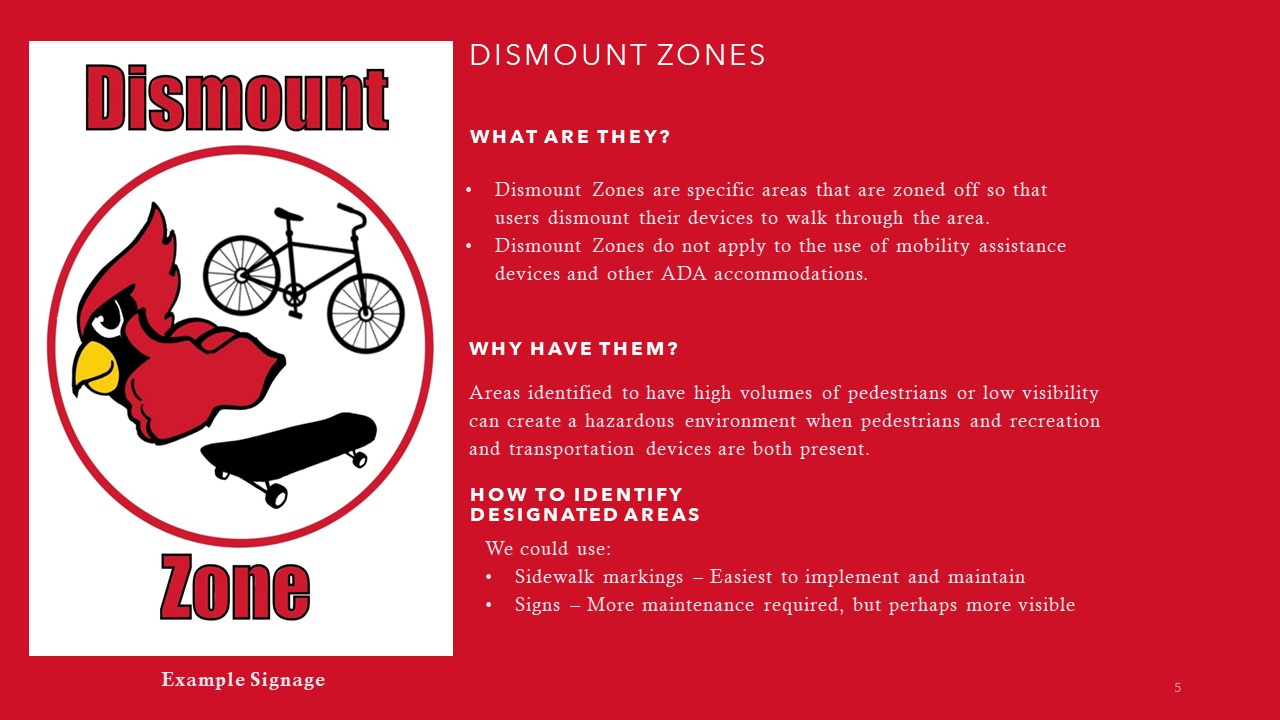 Dismount
Zone
Example Signage
DISMOUNT ZONES
WHAT ARE THEY?
• Dismount Zones are specific areas that are zoned off so that
users dismount their devices to walk through the area.
• Dismount Zones do not apply to the use of mobility assistance
devices and other ADA accommodations.
WHY HAVE THEM?
Areas identified to have high volumes of pedestrians or low visibility
can create a hazardous environment when pedestrians and recreation
and transportation devices are both present.
HOW TO IDENTIFY
DESIGNATED AREAS
We could use:
• Sidewalk markings – Easiest to implement and maintain
• Signs – More maintenance required, but perhaps more visible
5